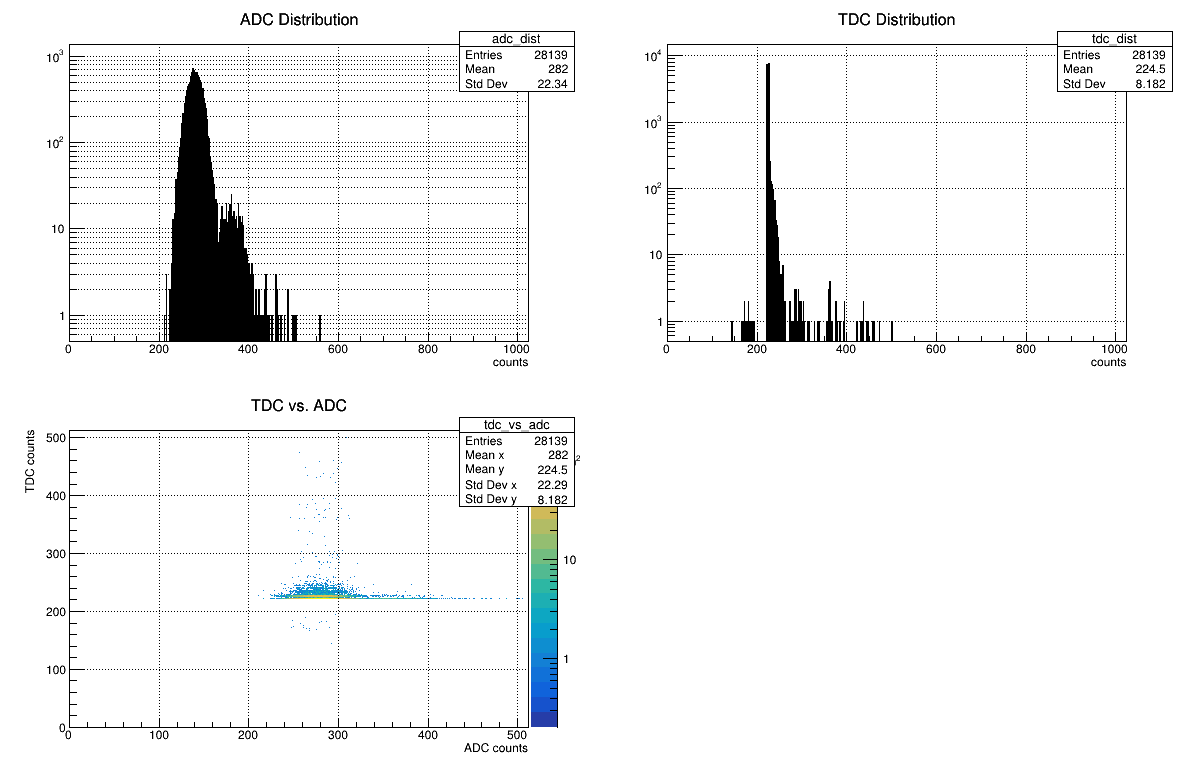 ADC Distribution
adc_dist
Entries 28139
Mean 282
Std Dev 22.34
10³
10²
10
1
0 200 400 600 800 1000
counts
TDC Distribution
tdc_dist
Entries 28139
Mean 224.5
Std Dev 8.182
10⁴
10³
10²
10
1
0 200 400 600 800 1000
counts
TDC vs. ADC
tdc_vs_adc
Entries 28139
Mean x 282
Mean y 224.5
Std Dev x 22.29
Std Dev y 8.182
TDC counts
500
400
300
200
100
0
0 100 200 300 400 500
ADC counts
10
1